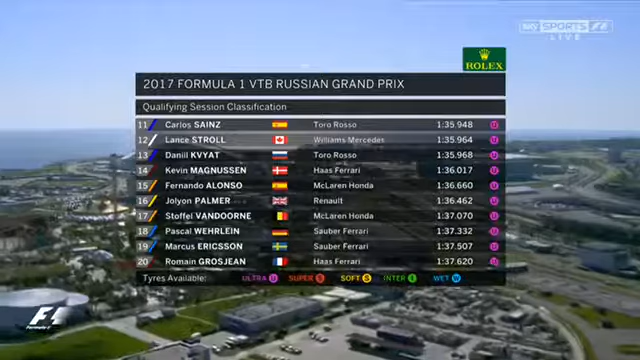 sky SPORTS F1
LIVE
ROLEX
2017 FORMULA 1 VTB RUSSIAN GRAND PRIX
Qualifying Session Classification
11 Carlos SAINZ Toro Rosso 1:35.948 U
12 Lance STROLL Williams Mercedes 1:35.964 U
13 Daniil KVYAT Toro Rosso 1:35.968 U
14 Kevin MAGNUSSEN Haas Ferrari 1:36.017 U
15 Fernando ALONSO McLaren Honda 1:36.660 U
16 Jolyon PALMER Renault 1:36.462 U
17 Stoffel VANDOORNE McLaren Honda 1:37.070 U
18 Pascal WEHRLEIN Sauber Ferrari 1:37.332 U
19 Marcus ERICSSON Sauber Ferrari 1:37.507 U
20 Romain GROSJEAN Haas Ferrari 1:37.620 U
Tyres Available: ULTRA U SUPER S SOFT S INTER I WET W
F1
Formula 1